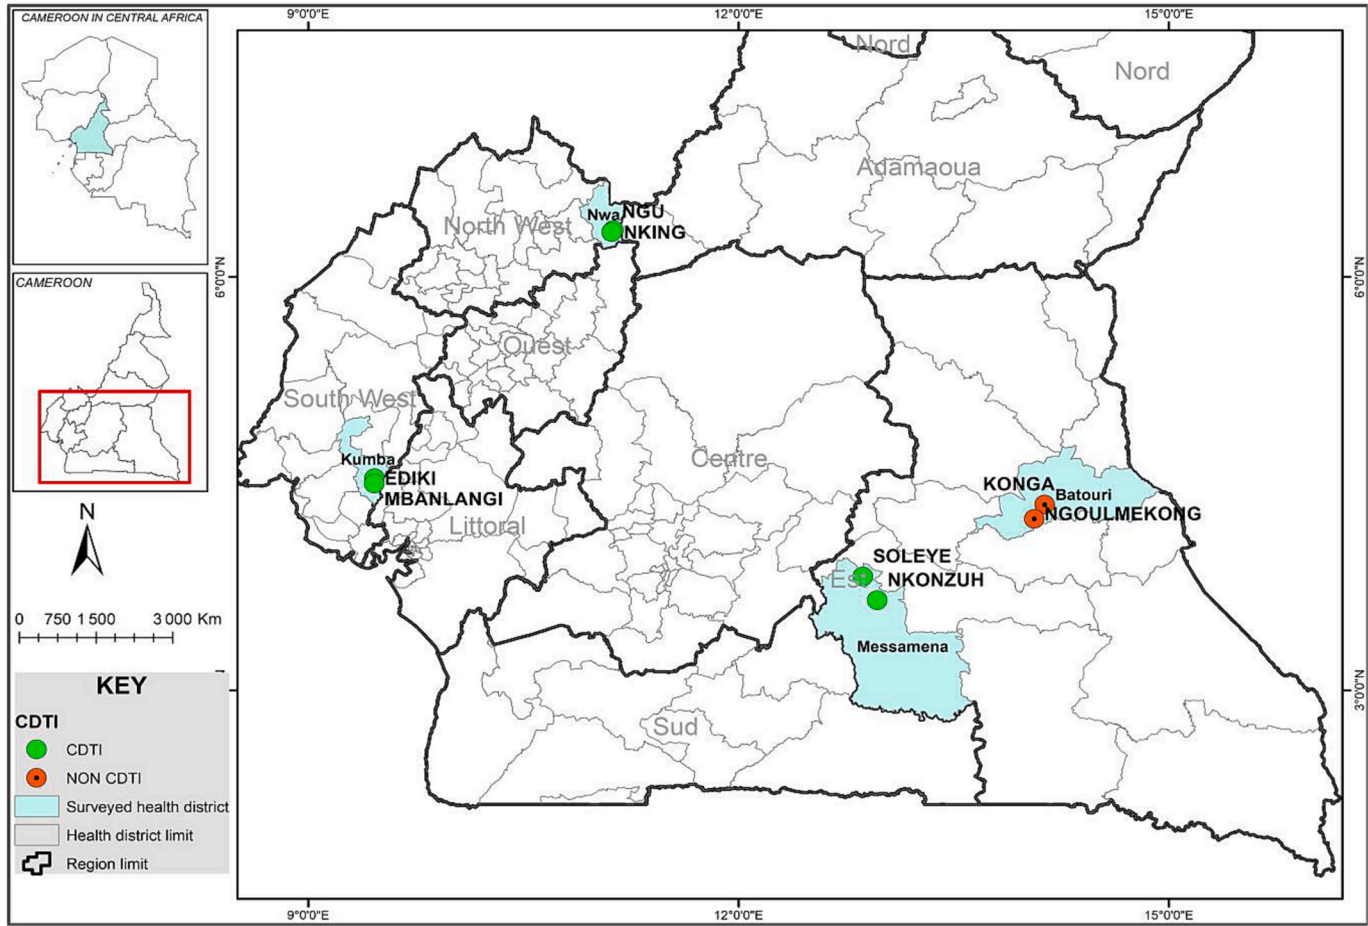 CAMEROON IN CENTRAL AFRICA
9°0'0"E
12°0'0"E
15°0'0"E
Nord
Nord
Adamaoua
North West
Nwa
NGU
NKING
6°0'0"N
6°0'0"N
CAMEROON
Ouest
South West
Kumba
EDIKI
MBANLANGI
Littoral
Centre
KONGA
Batouri
NGOULMEKONG
SOLEYE
Est
NKONZUH
Messamena
Sud
3°0'0"N
N
0 750 1 500 3 000 Km
KEY
CDTI
CDTI
NON CDTI
Surveyed health district
Health district limit
Region limit
9°0'0"E
12°0'0"E
15°0'0"E